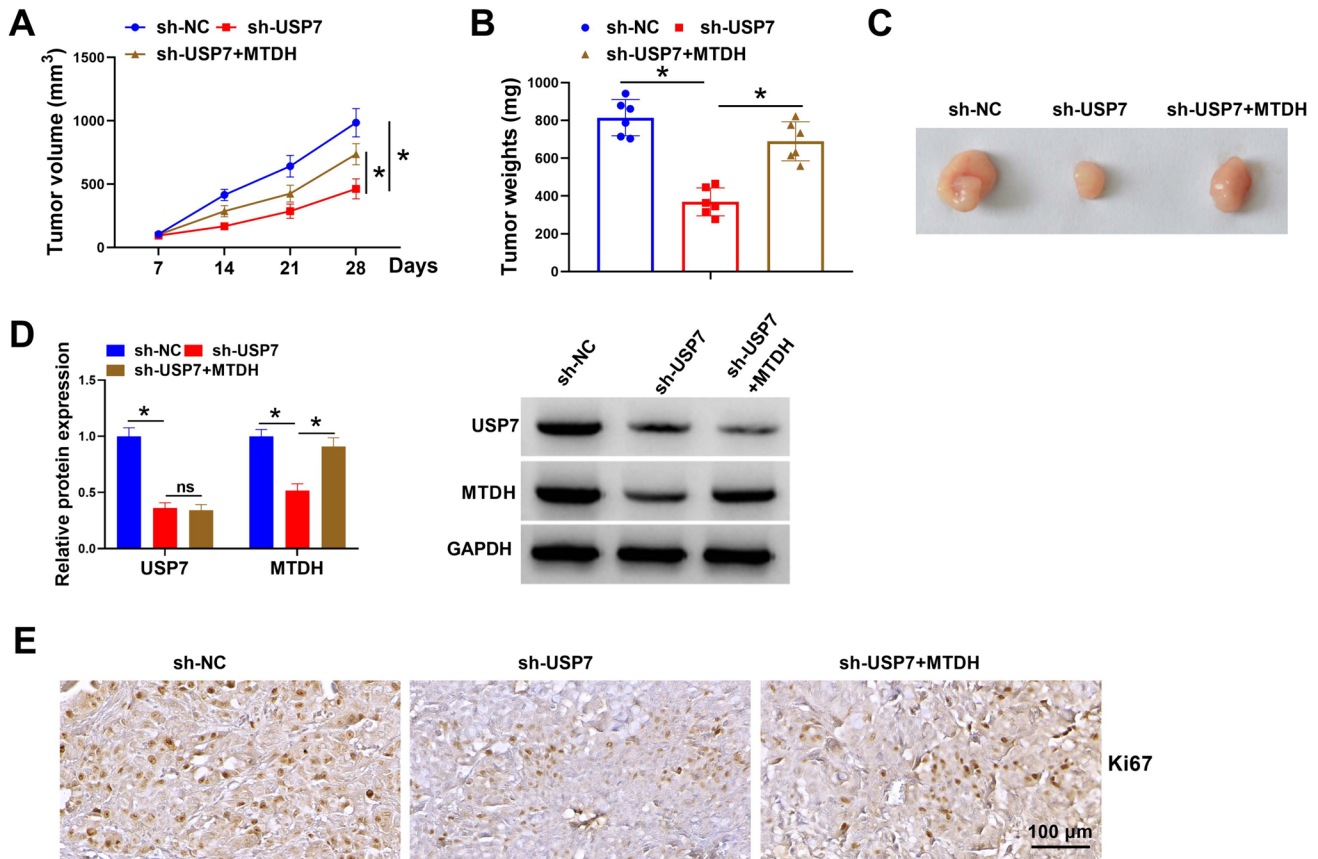 A
sh-NC sh-USP7
sh-USP7+MTDH
Tumor volume (mm³)
1500
1000
500
0
7 14 21 28 Days
*
*
B
sh-NC sh-USP7
sh-USP7+MTDH
Tumor weights (mg)
1000
800
600
400
200
0
*
*
C
sh-NC sh-USP7 sh-USP7+MTDH
D
sh-NC sh-USP7
sh-USP7+MTDH
Relative protein expression
1.5
1.0
0.5
0.0
*
ns
*
*
USP7 MTDH
sh-NC
sh-USP7
sh-USP7
+MTDH
USP7
MTDH
GAPDH
E
sh-NC sh-USP7 sh-USP7+MTDH
Ki67
100 µm